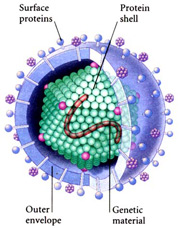 Surface
proteins
Protein
shell
Outer
envelope
Genetic
material